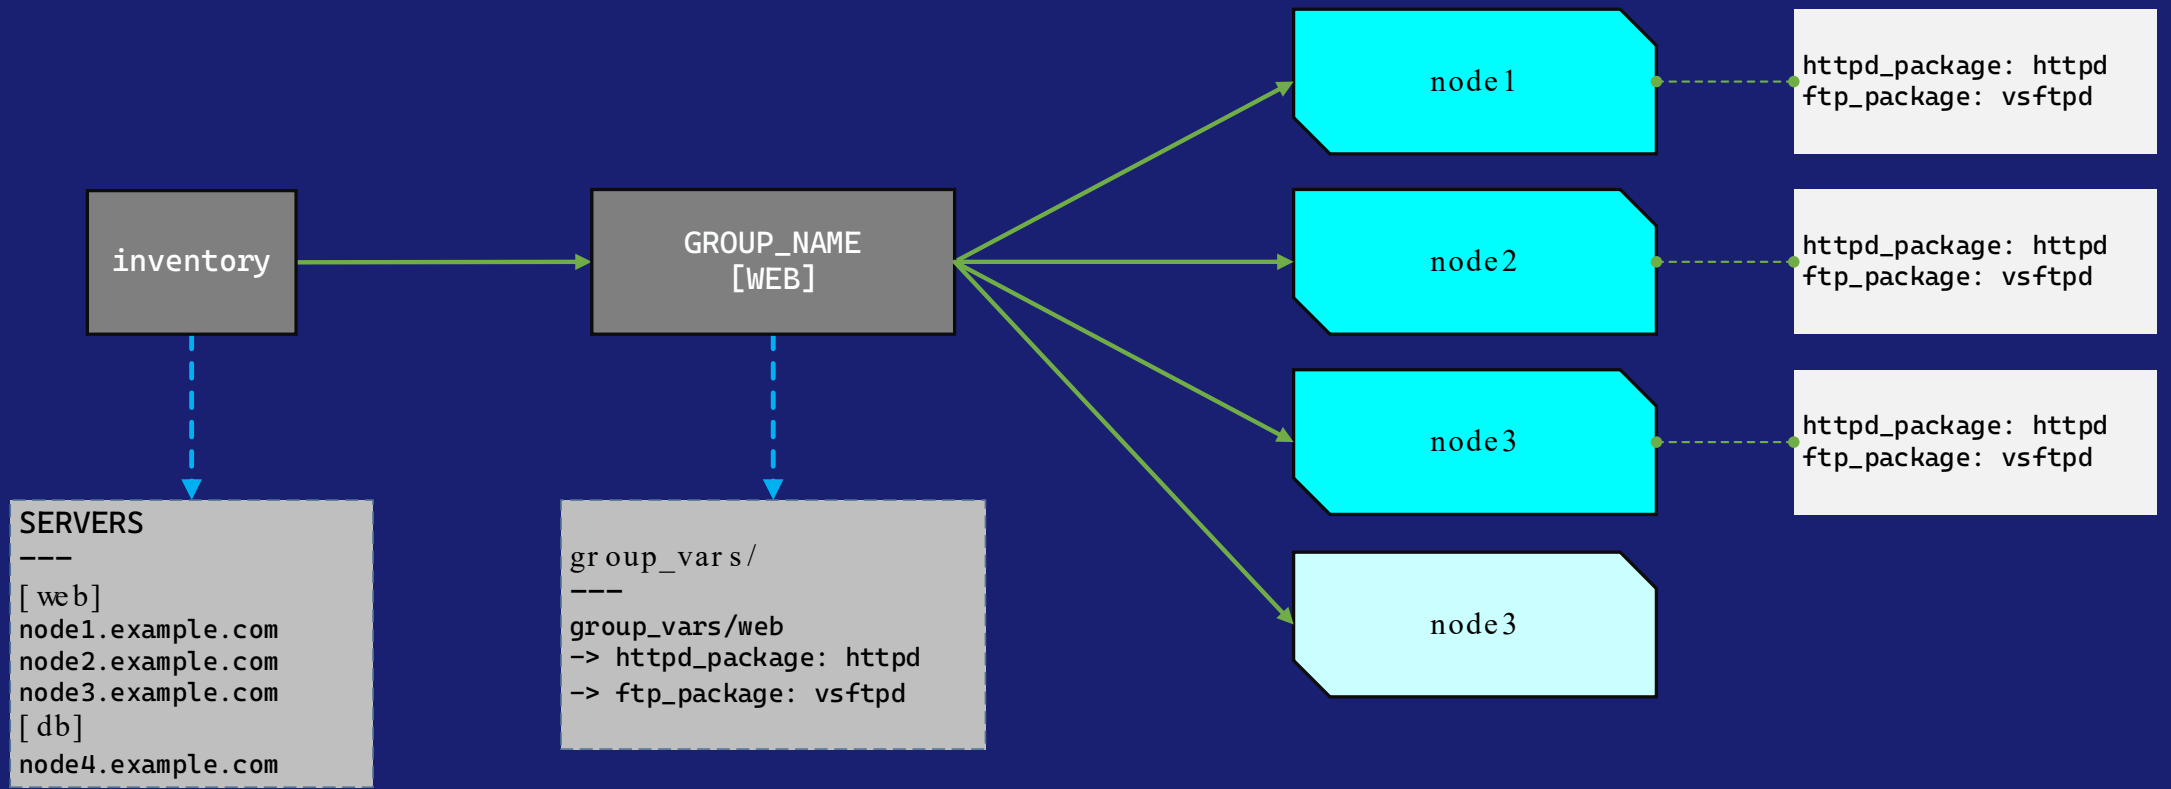 inventory
SERVERS
---
[web]
node1.example.com
node2.example.com
node3.example.com
[db]
node4.example.com
GROUP_NAME
[WEB]
group_vars/
---
group_vars/web
-> httpd_package: httpd
-> ftp_package: vsftpd
node1
httpd_package: httpd
ftp_package: vsftpd
node2
httpd_package: httpd
ftp_package: vsftpd
node3
httpd_package: httpd
ftp_package: vsftpd
node3